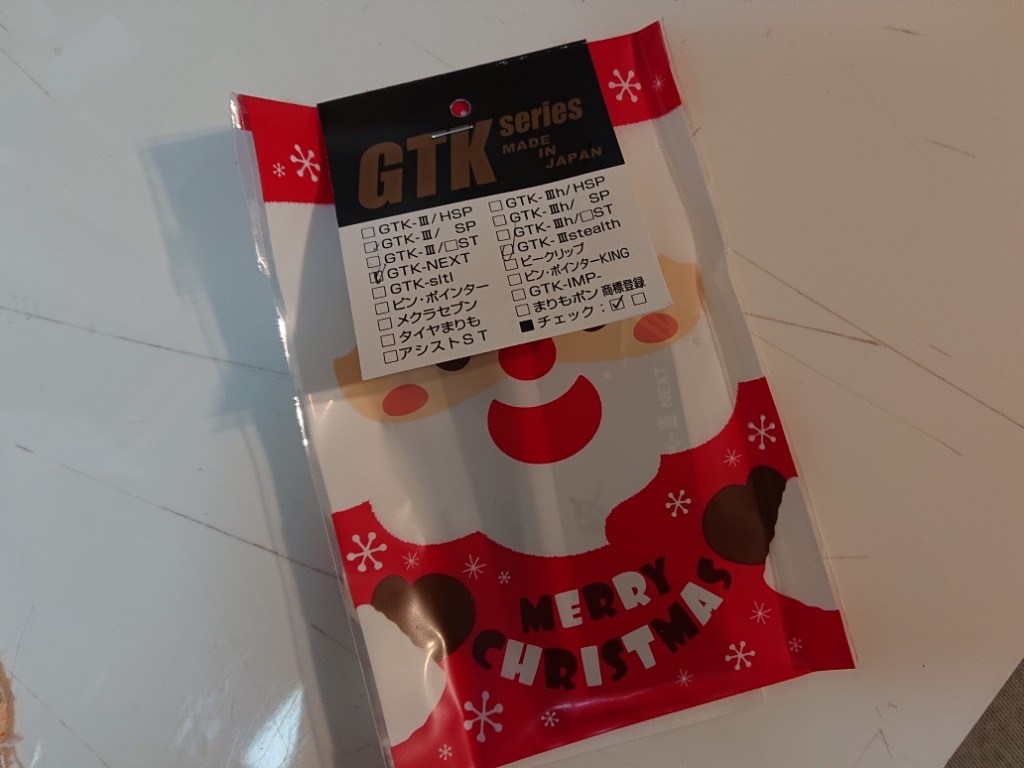 GTK series
MADE
IN
JAPAN
□GTK-Ⅲ/HSP
□GTK-Ⅲ/ SP
□GTK-Ⅲ/□ST
☑GTK-NEXT
□GTK-sltl
□ピン・ポインター
□メクラセブン
□タイヤまりも
□アシストST
□GTK-Ⅲh/HSP
□GTK-Ⅲh/ SP
□GTK-Ⅲh/□ST
☑GTK-Ⅲstealth
□ピークリップ
□ピン・ポインターKING
□GTK-IMP-
□まりもポン 商標登録
■チェック:☑□
NEXT
MERRY
CHRISTMAS